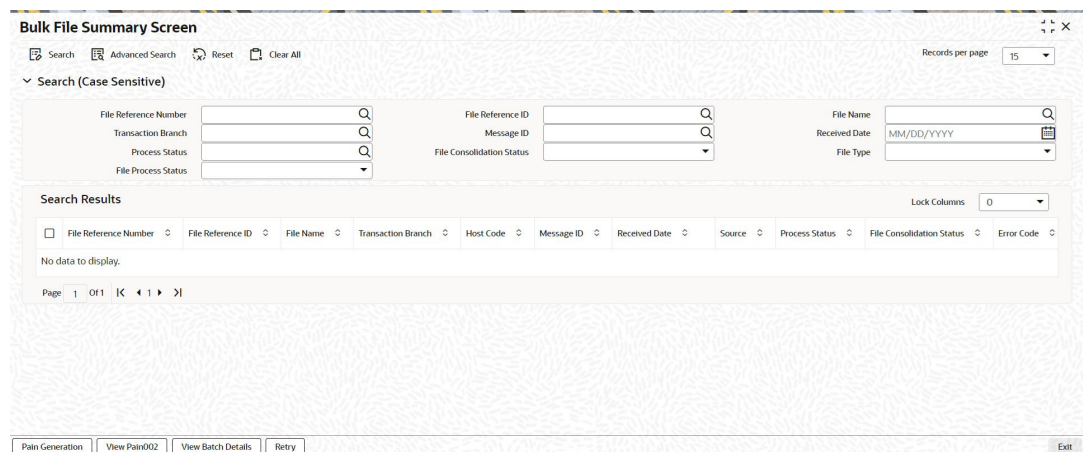 Bulk File Summary Screen
Search Advanced Search Reset Clear All Records per page 15
Search (Case Sensitive)
File Reference Number File Reference ID File Name
Transaction Branch Message ID Received Date MM/DD/YYYY
Process Status File Consolidation Status File Type
File Process Status
Search Results Lock Columns 0
File Reference Number File Reference ID File Name Transaction Branch Host Code Message ID Received Date Source Process Status File Consolidation Status Error Code
No data to display.
Page 1 Of 1 1
Pain Generation View Pain002 View Batch Details Retry Exit